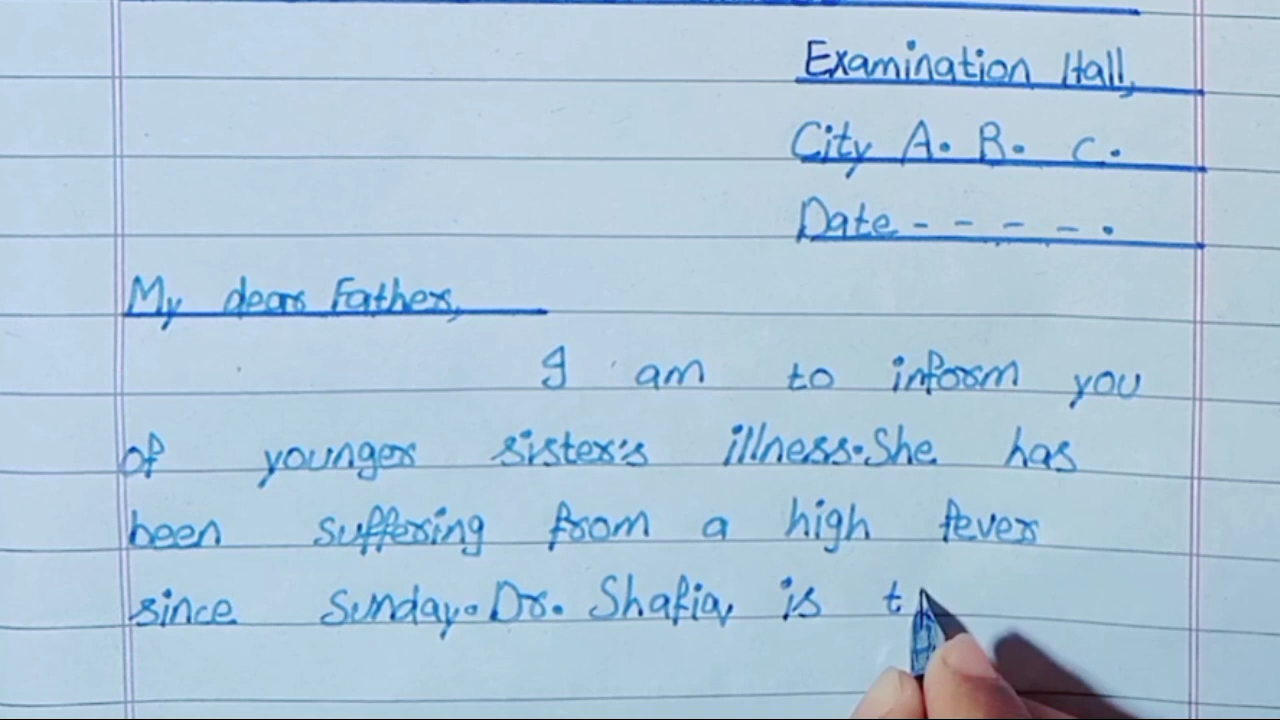 Examination Hall,
City A. B. C.
Date - - - - .
My dear Father,
I am to inform you
of younger sister's illness. She has
been suffering from a high fever
since Sunday. Dr. Shafia is t